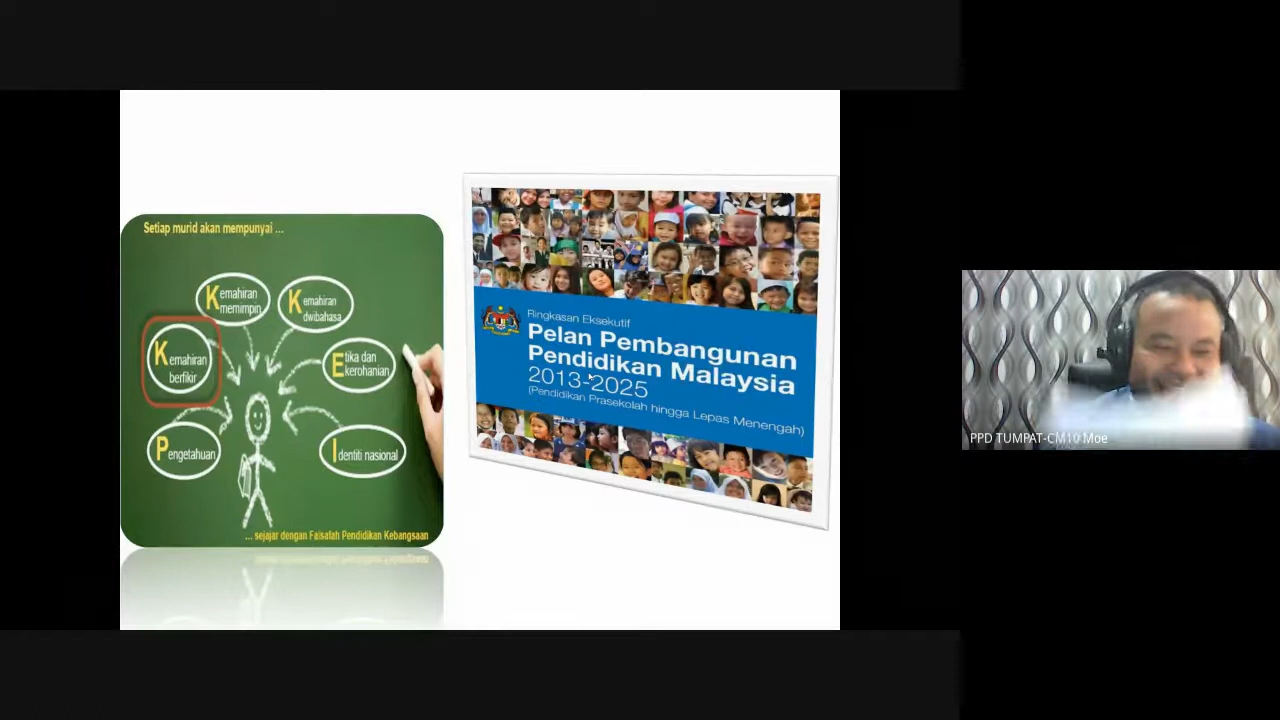 Setiap murid akan mempunyai ...
Kemahiran
memimpin
Kemahiran
dwibahasa
Kemahiran
berfikir
Etika dan
kerohanian
Pengetahuan
Identiti nasional
... sejajar dengan Falsafah Pendidikan Kebangsaan
Ringkasan Eksekutif
Pelan Pembangunan
Pendidikan Malaysia
2013-2025
(Pendidikan Prasekolah hingga Lepas Menengah)
PPD TUMPAT-CM10 Moe